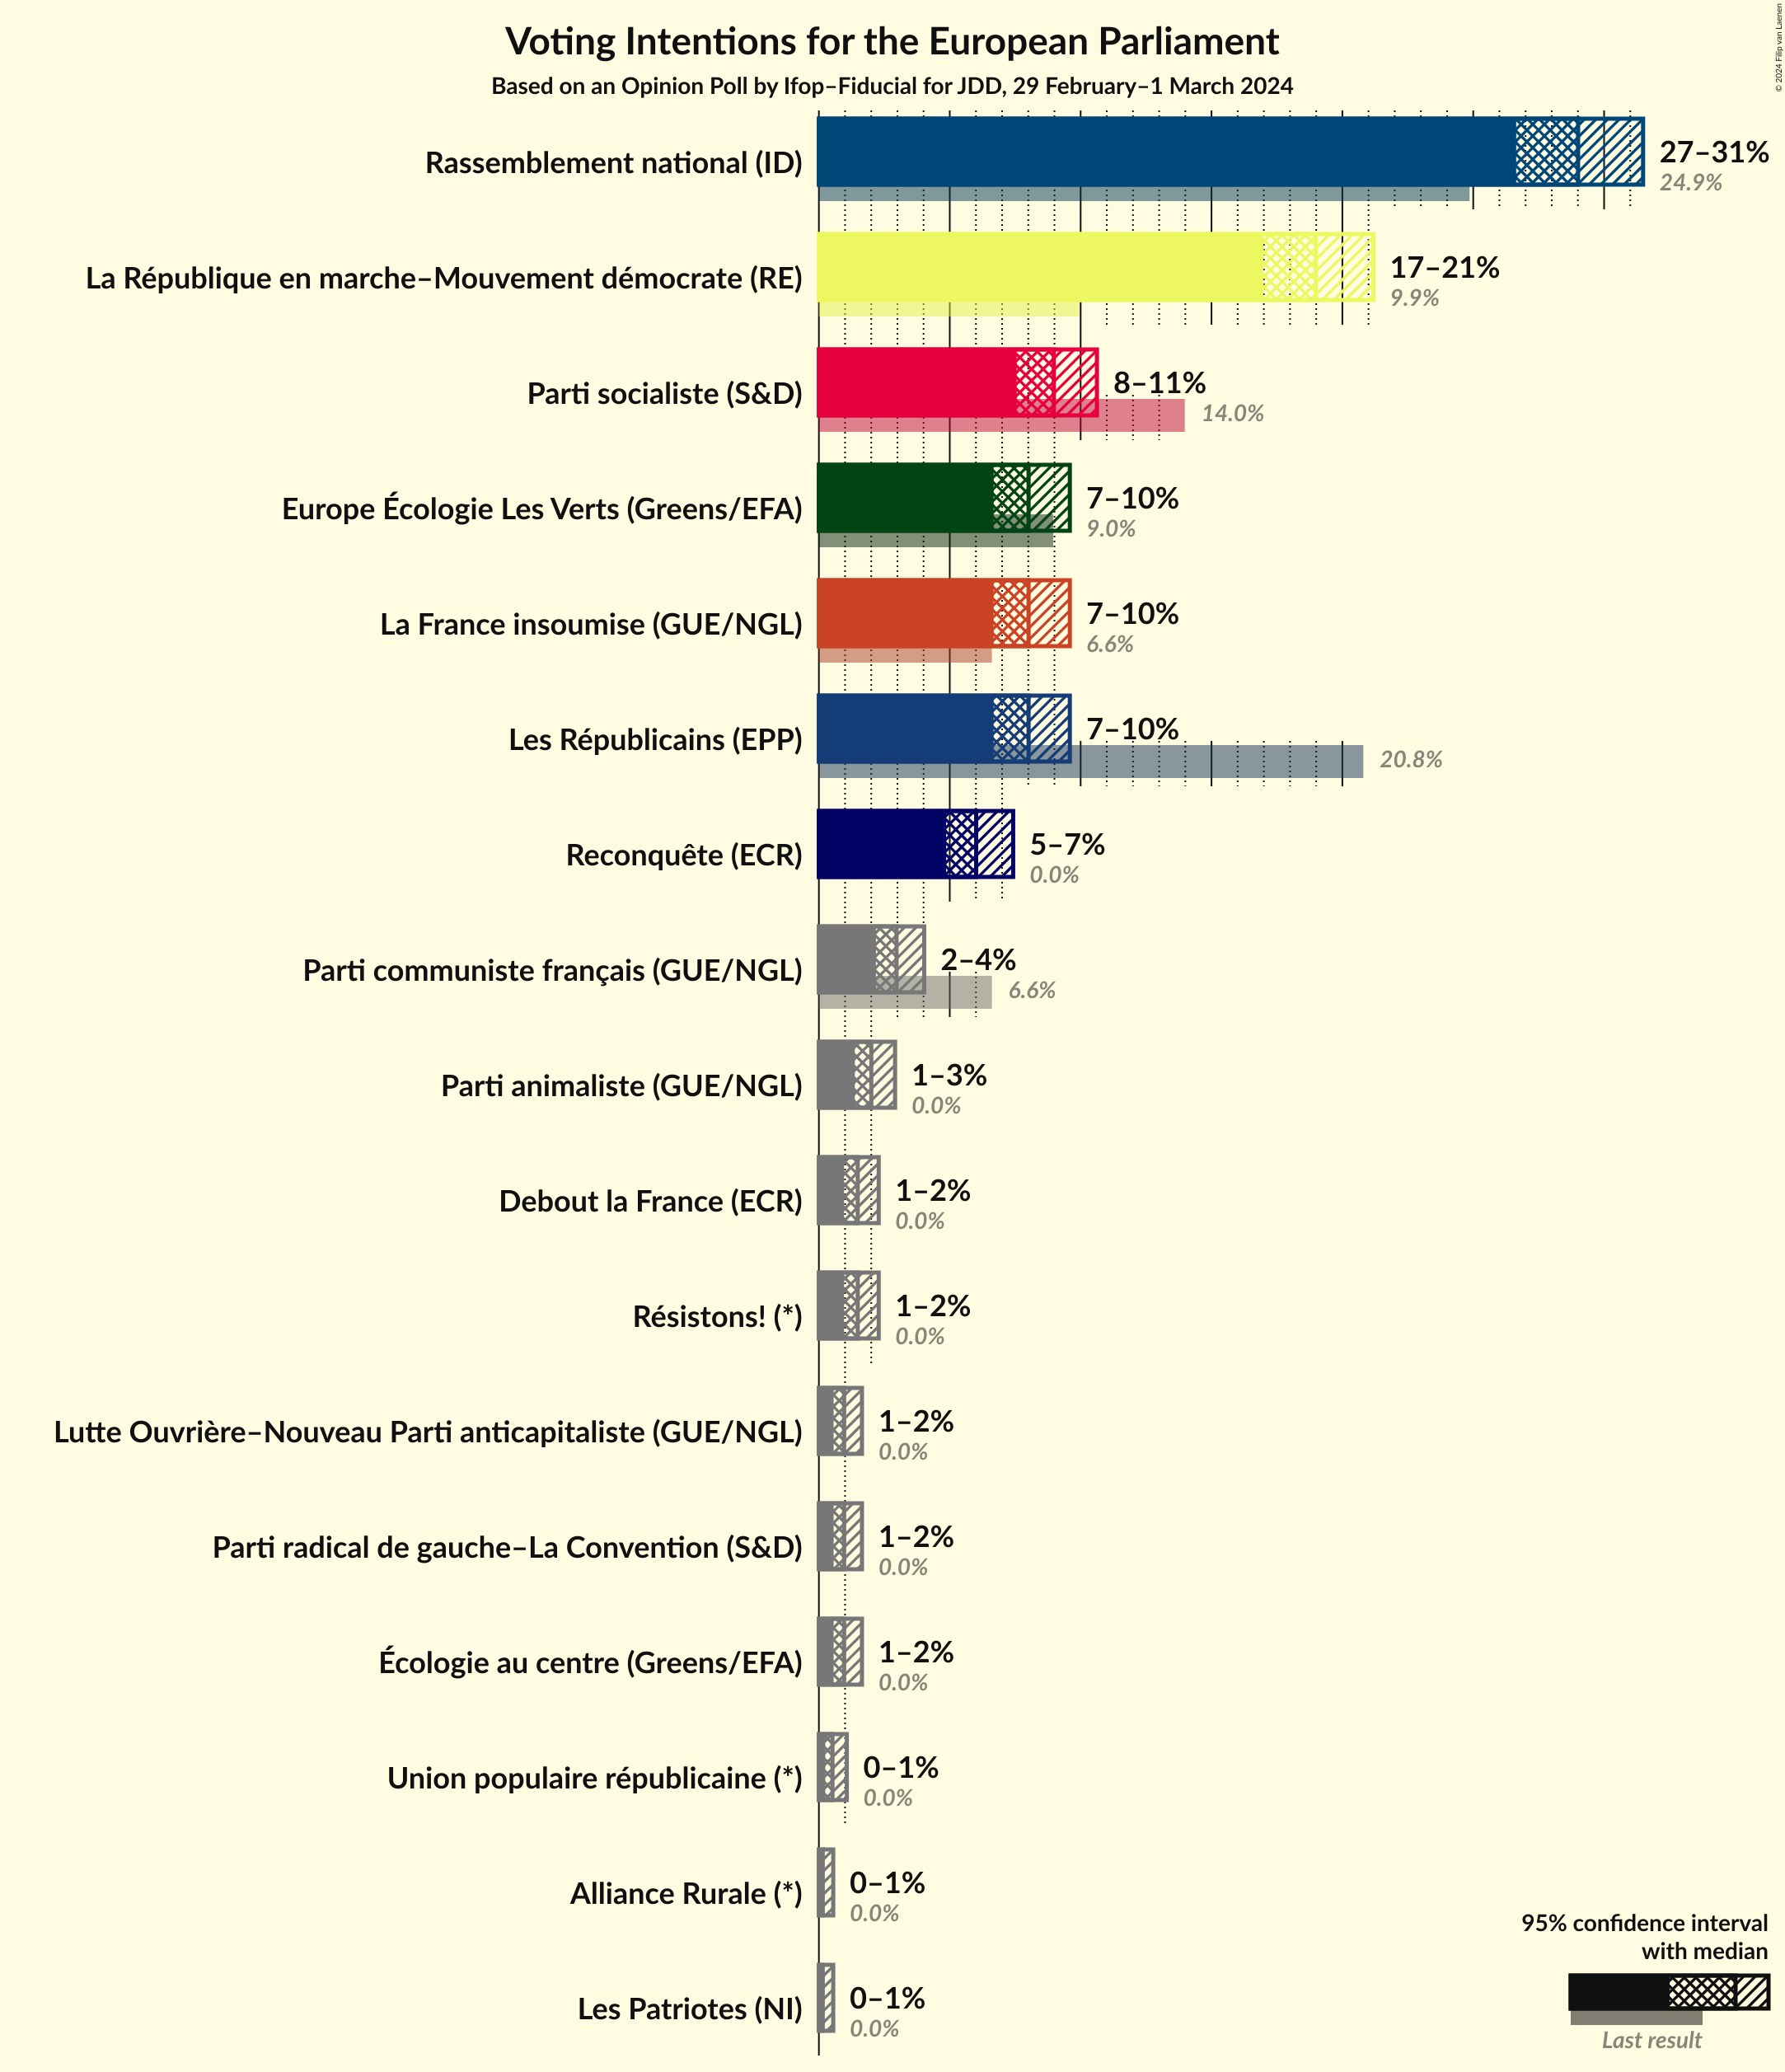 © 2024 Filip van Laenen
Voting Intentions for the European Parliament
Based on an Opinion Poll by Ifop–Fiducial for JDD, 29 February–1 March 2024
Rassemblement national (ID)
27–31%
24.9%
La République en marche–Mouvement démocrate (RE)
17–21%
9.9%
Parti socialiste (S&D)
8–11%
14.0%
Europe Écologie Les Verts (Greens/EFA)
7–10%
9.0%
La France insoumise (GUE/NGL)
7–10%
6.6%
Les Républicains (EPP)
7–10%
20.8%
Reconquête (ECR)
5–7%
0.0%
Parti communiste français (GUE/NGL)
2–4%
6.6%
Parti animaliste (GUE/NGL)
1–3%
0.0%
Debout la France (ECR)
1–2%
0.0%
Résistons! (*)
1–2%
0.0%
Lutte Ouvrière–Nouveau Parti anticapitaliste (GUE/NGL)
1–2%
0.0%
Parti radical de gauche–La Convention (S&D)
1–2%
0.0%
Écologie au centre (Greens/EFA)
1–2%
0.0%
Union populaire républicaine (*)
0–1%
0.0%
Alliance Rurale (*)
0–1%
0.0%
Les Patriotes (NI)
0–1%
0.0%
95% confidence interval
with median
Last result